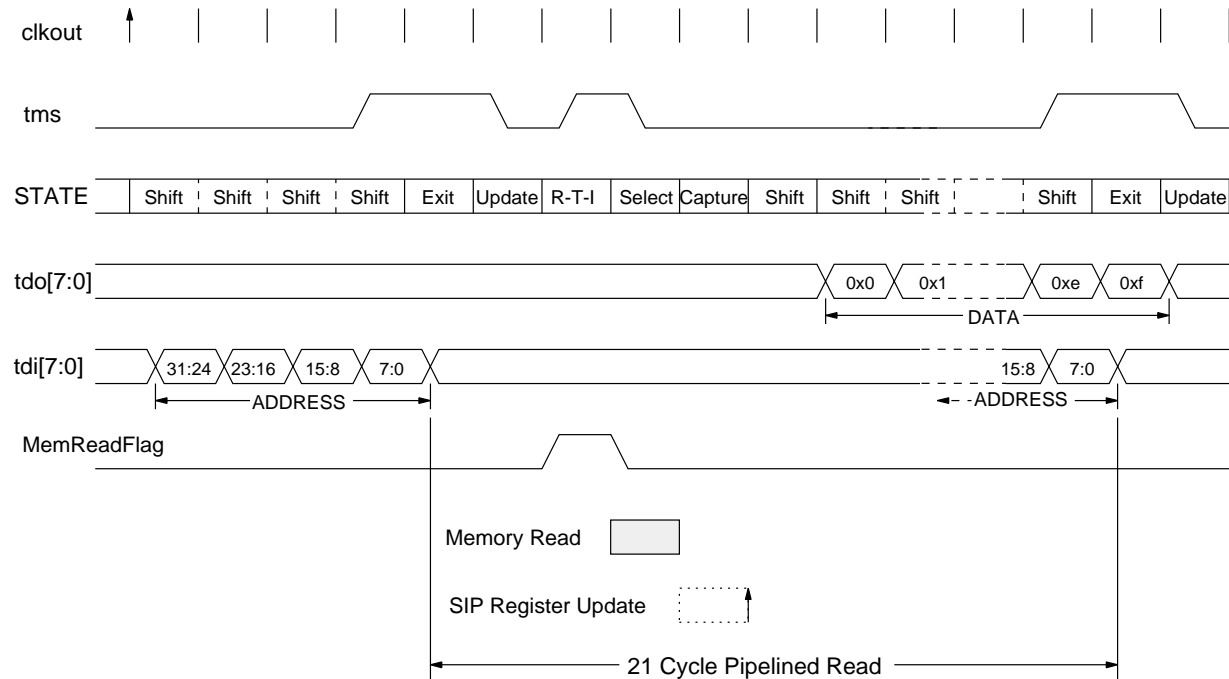 clkout
tms
STATE Shift Shift Shift Shift Exit Update R-T-I Select Capture Shift Shift Shift Shift Exit Update
tdo[7:0] 0x0 0x1 0xe 0xf
DATA
tdi[7:0] 31:24 23:16 15:8 7:0 15:8 7:0
ADDRESS ADDRESS
MemReadFlag
Memory Read
SIP Register Update
21 Cycle Pipelined Read